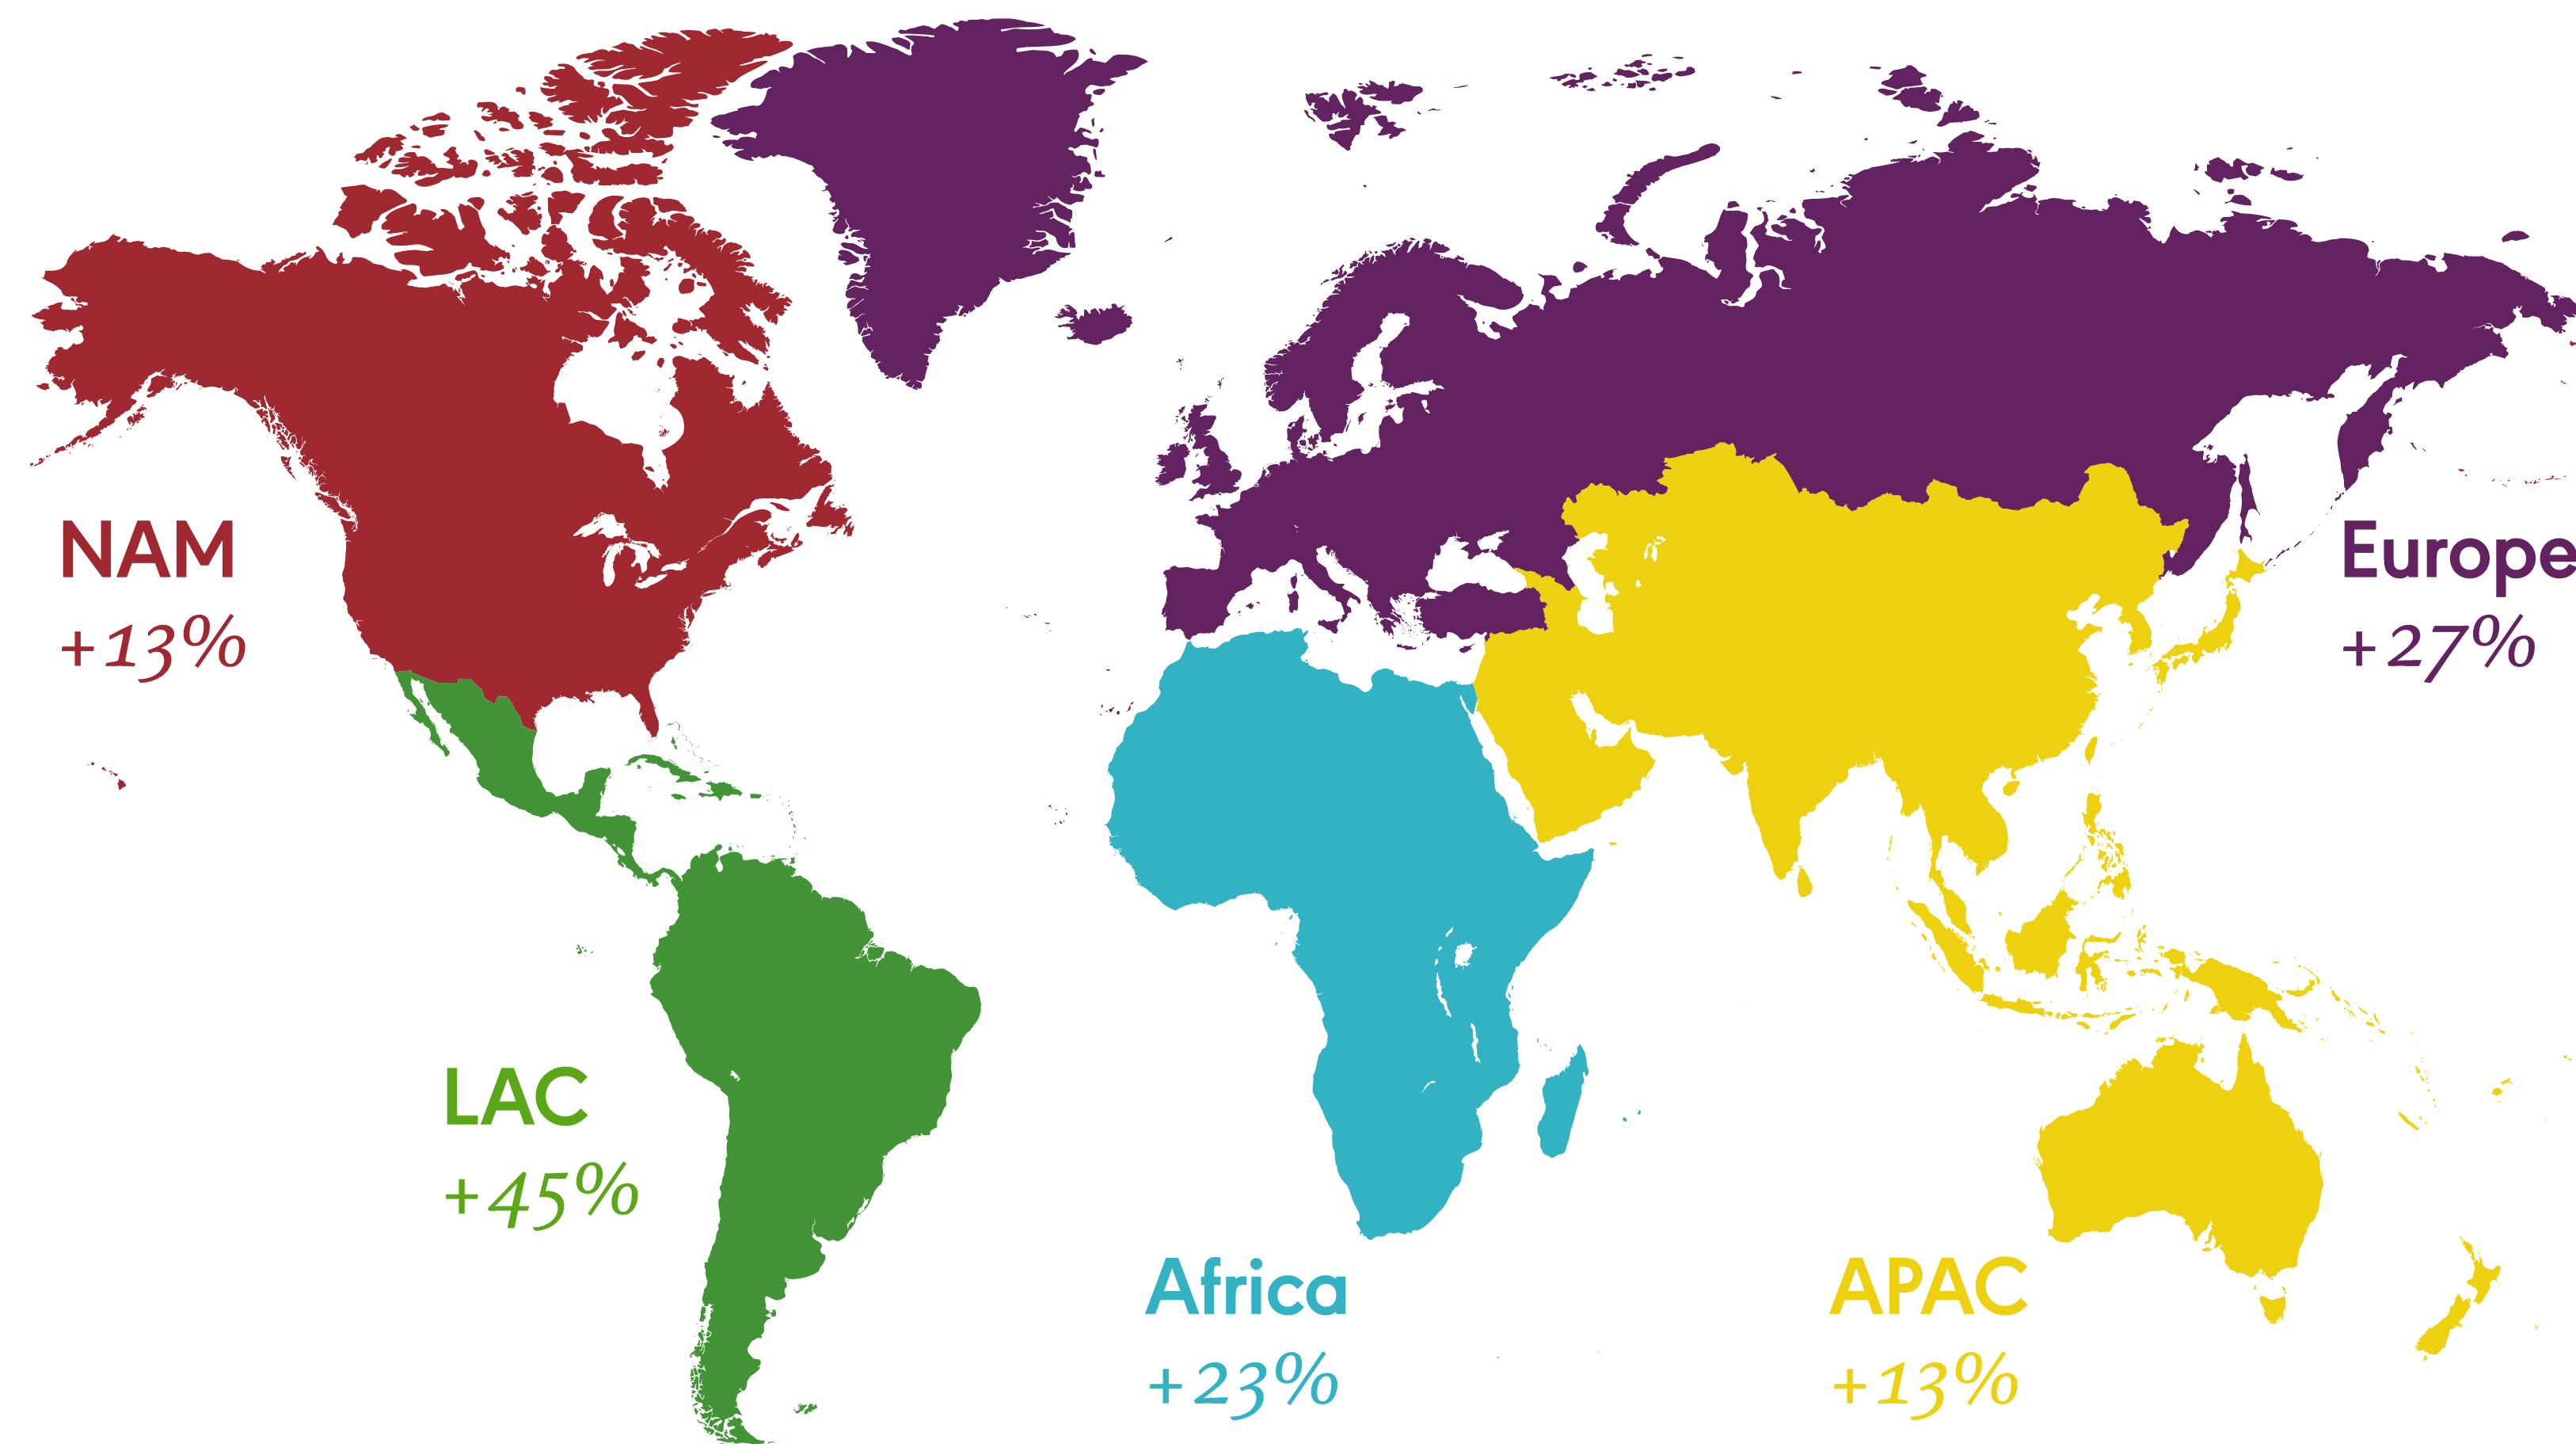 NAM
+13%
Europe
+27%
LAC
+45%
Africa
+23%
APAC
+13%